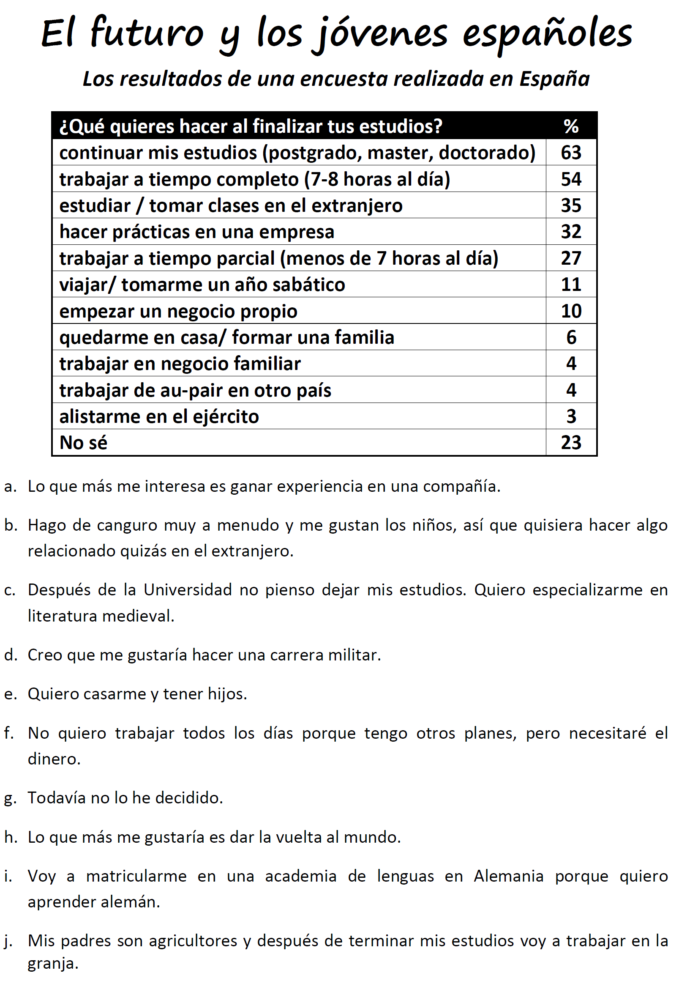 El futuro y los jóvenes españoles
Los resultados de una encuesta realizada en España
¿Qué quieres hacer al finalizar tus estudios? %
continuar mis estudios (postgrado, master, doctorado) 63
trabajar a tiempo completo (7-8 horas al día) 54
estudiar / tomar clases en el extranjero 35
hacer prácticas en una empresa 32
trabajar a tiempo parcial (menos de 7 horas al día) 27
viajar/ tomarme un año sabático 11
empezar un negocio propio 10
quedarme en casa/ formar una familia 6
trabajar en negocio familiar 4
trabajar de au-pair en otro país 4
alistarme en el ejército 3
No sé 23
a. Lo que más me interesa es ganar experiencia en una compañía.
b. Hago de canguro muy a menudo y me gustan los niños, así que quisiera hacer algo
relacionado quizás en el extranjero.
c. Después de la Universidad no pienso dejar mis estudios. Quiero especializarme en
literatura medieval.
d. Creo que me gustaría hacer una carrera militar.
e. Quiero casarme y tener hijos.
f. No quiero trabajar todos los días porque tengo otros planes, pero necesitaré el
dinero.
g. Todavía no lo he decidido.
h. Lo que más me gustaría es dar la vuelta al mundo.
i. Voy a matricularme en una academia de lenguas en Alemania porque quiero
aprender alemán.
j. Mis padres son agricultores y después de terminar mis estudios voy a trabajar en la
granja.